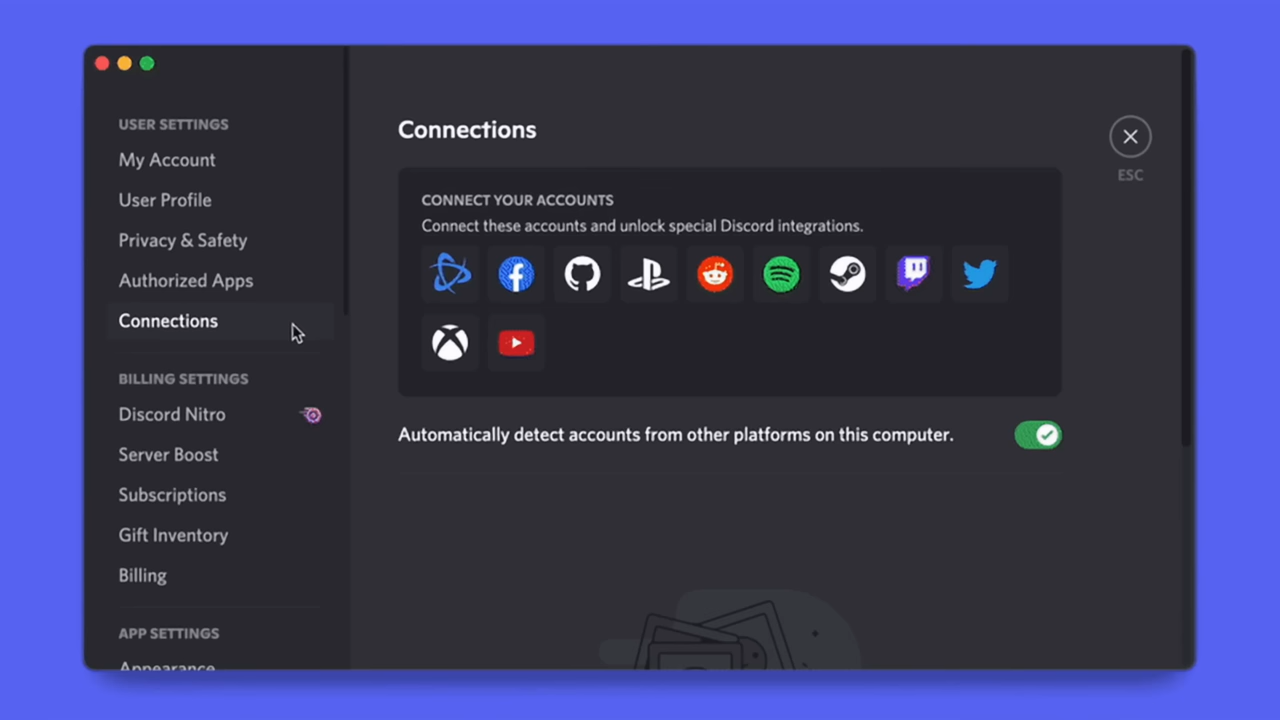 USER SETTINGS
My Account
User Profile
Privacy & Safety
Authorized Apps
Connections
BILLING SETTINGS
Discord Nitro
Server Boost
Subscriptions
Gift Inventory
Billing
APP SETTINGS
Appearance
Connections
ESC
CONNECT YOUR ACCOUNTS
Connect these accounts and unlock special Discord integrations.
Automatically detect accounts from other platforms on this computer.